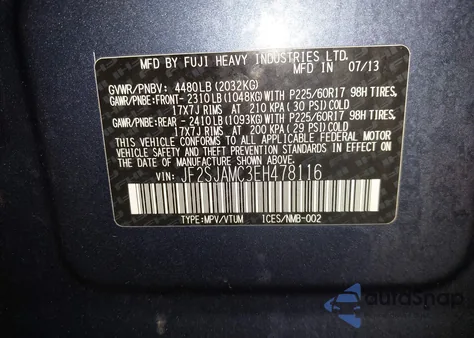 MFD BY FUJI HEAVY INDUSTRIES LTD.
MFD. IN 07/13
GVWR/PNBV: 4480LB (2032KG)
GAWR/PNBE:FRONT-2310LB(1048KG)WITH P225/60R17 98H TIRES,
17X7J RIMS AT 210 KPA (30 PSI)COLD
GAWR/PNBE:REAR -2410LB(1093KG)WITH P225/60R17 98H TIRES,
17X7J RIMS AT 200 KPA (29 PSI)COLD
THIS VEHICLE CONFORMS TO ALL APPLICABLE FEDERAL MOTOR
VEHICLE SAFETY STANDARDS IN EFFECT ON THE DATE OF
MANUFACTURE SHOWN ABOVE.
VIN: JF2SJAMC3EH478116
TYPE:MPV/VTUM ICES/NMB-002
autoSnap